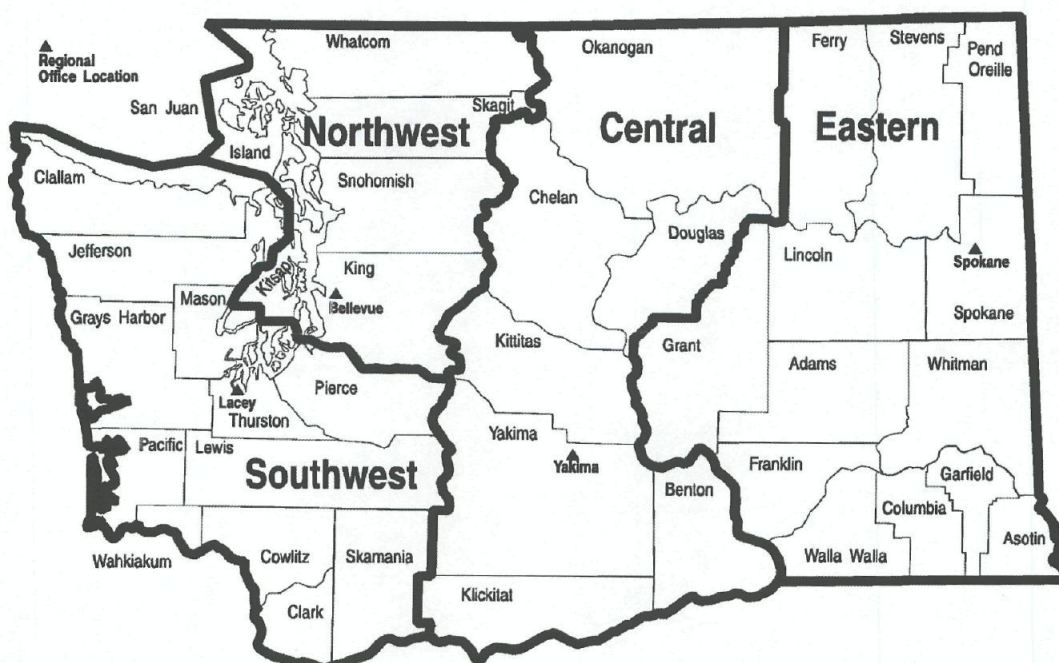 Regional
Office Location
San Juan
Whatcom
Skagit
Northwest
Island
Snohomish
King
Kitsap
Bellevue
Okanogan
Central
Chelan
Douglas
Kittitas
Yakima
Yakima
Benton
Klickitat
Ferry
Stevens
Pend
Oreille
Eastern
Lincoln
Spokane
Spokane
Grant
Adams
Whitman
Franklin
Garfield
Columbia
Walla Walla
Asotin
Clallam
Jefferson
Mason
Grays Harbor
Pierce
Lacey
Thurston
Pacific
Lewis
Southwest
Wahkiakum
Cowlitz
Skamania
Clark